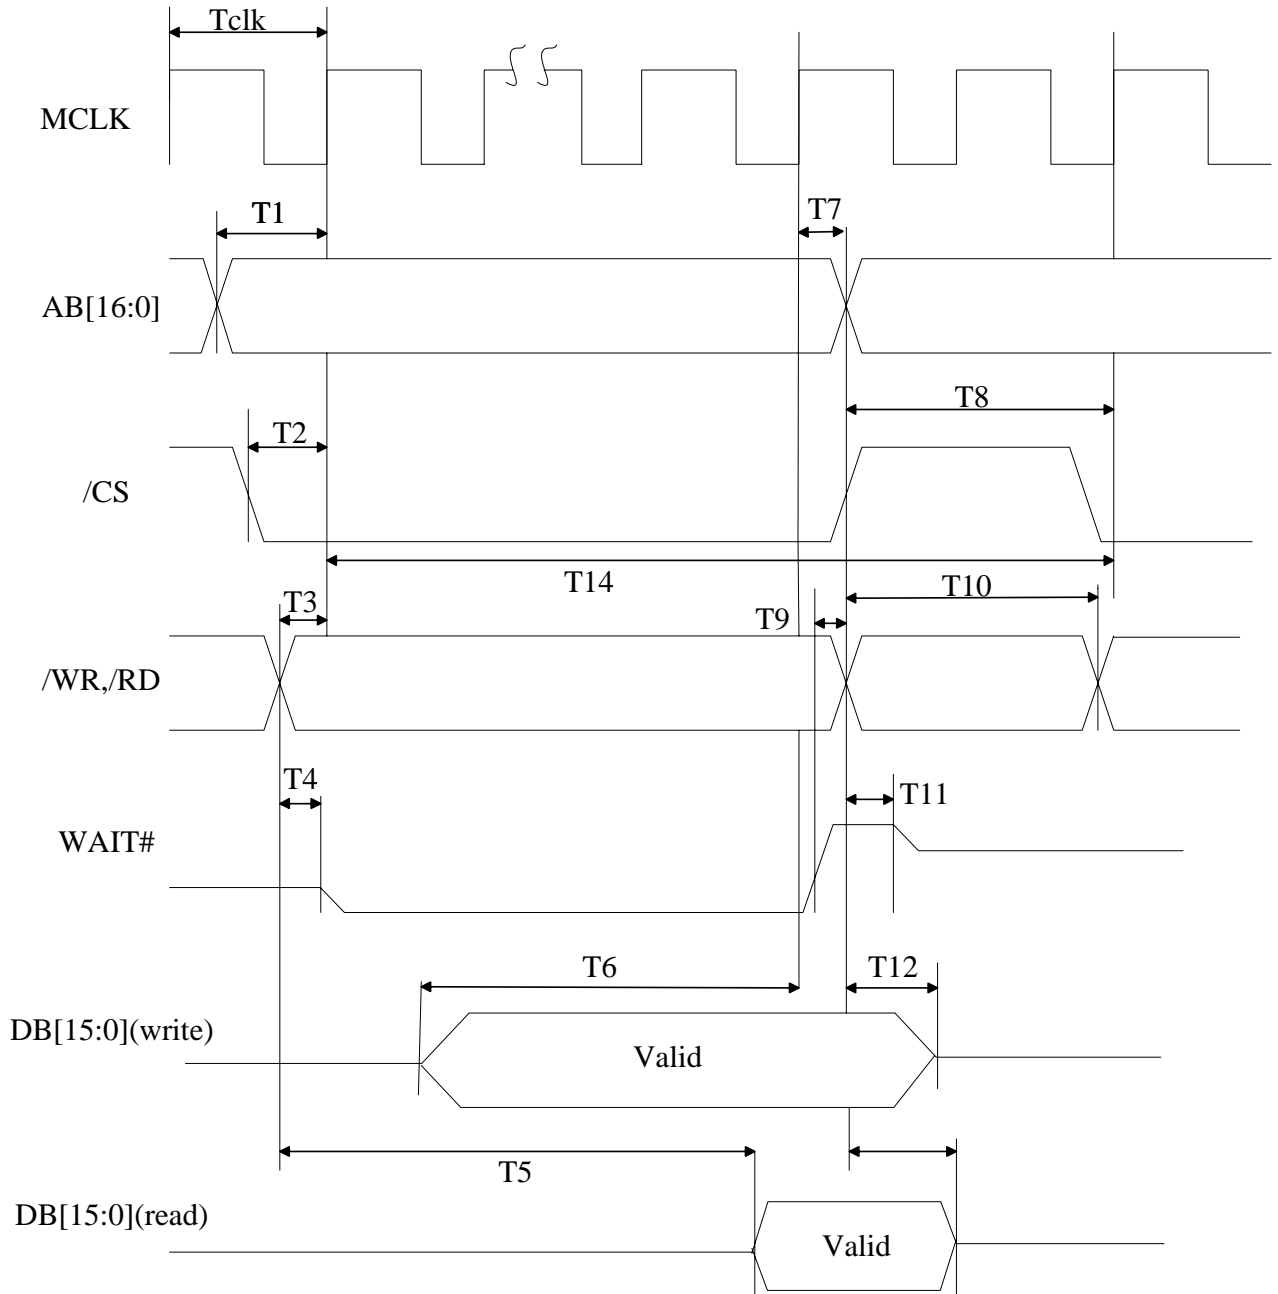 Tclk
MCLK
T1
T7
AB[16:0]
T8
T2
/CS
T14
T10
T3
T9
/WR,/RD
T4
T11
WAIT#
T6
T12
DB[15:0](write)
Valid
T5
DB[15:0](read)
Valid